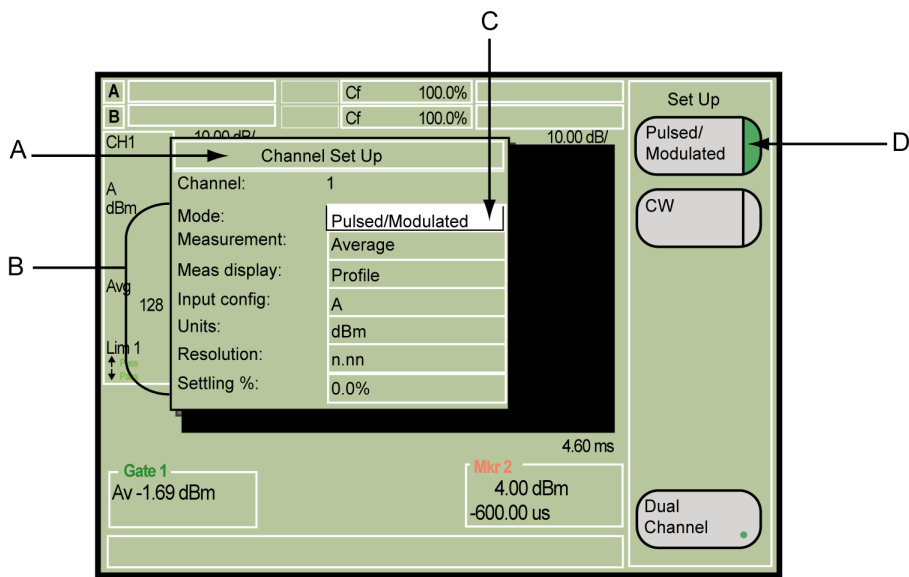 C
A Cf 100.0%
B Cf 100.0%
CH1 10.00 dB/ 10.00 dB/
Set Up
Pulsed/
Modulated
D
A
Channel Set Up
Channel: 1
A
dBm
CW
Mode: Pulsed/Modulated
Measurement: Average
B
Meas display: Profile
Avg
128
Input config: A
Units: dBm
Lim 1
Resolution: n.nn
Pass
Pass
Settling %: 0.0%
4.60 ms
Gate 1
Av -1.69 dBm
Mkr 2
4.00 dBm
-600.00 us
Dual
Channel